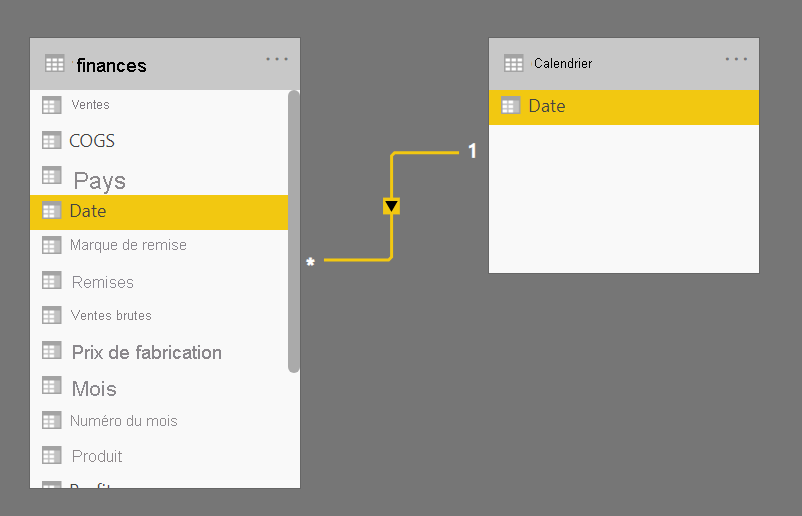 finances
Ventes
COGS
Pays
Date
Marque de remise
Remises
Ventes brutes
Prix de fabrication
Mois
Numéro du mois
Produit
Calendrier
Date
1
*